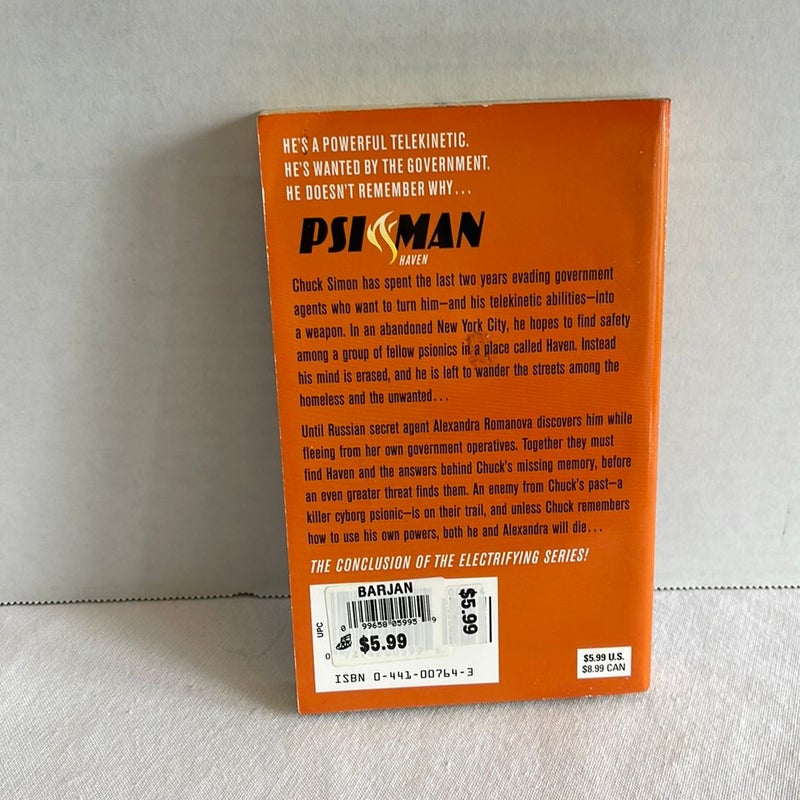 HE'S A POWERFUL TELEKINETIC.
HE'S WANTED BY THE GOVERNMENT.
HE DOESN'T REMEMBER WHY...
PSI MAN
HAVEN
Chuck Simon has spent the last two years evading government
agents who want to turn him—and his telekinetic abilities—into
a weapon. In an abandoned New York City, he hopes to find safety
among a group of fellow psionics in a place called Haven. Instead
his mind is erased, and he is left to wander the streets among the
homeless and the unwanted...
Until Russian secret agent Alexandra Romanova discovers him while
fleeing from her own government operatives. Together they must
find Haven and the answers behind Chuck's missing memory, before
an even greater threat finds them. An enemy from Chuck's past—a
killer cyborg psionic—is on their trail, and unless Chuck remembers
how to use his own powers, both he and Alexandra will die...
THE CONCLUSION OF THE ELECTRIFYING SERIES!
BARJAN
0 99658 05995 9
$5.99
$5.99
UPC
ISBN 0-441-00764-3
$5.99 U.S.
$8.99 CAN